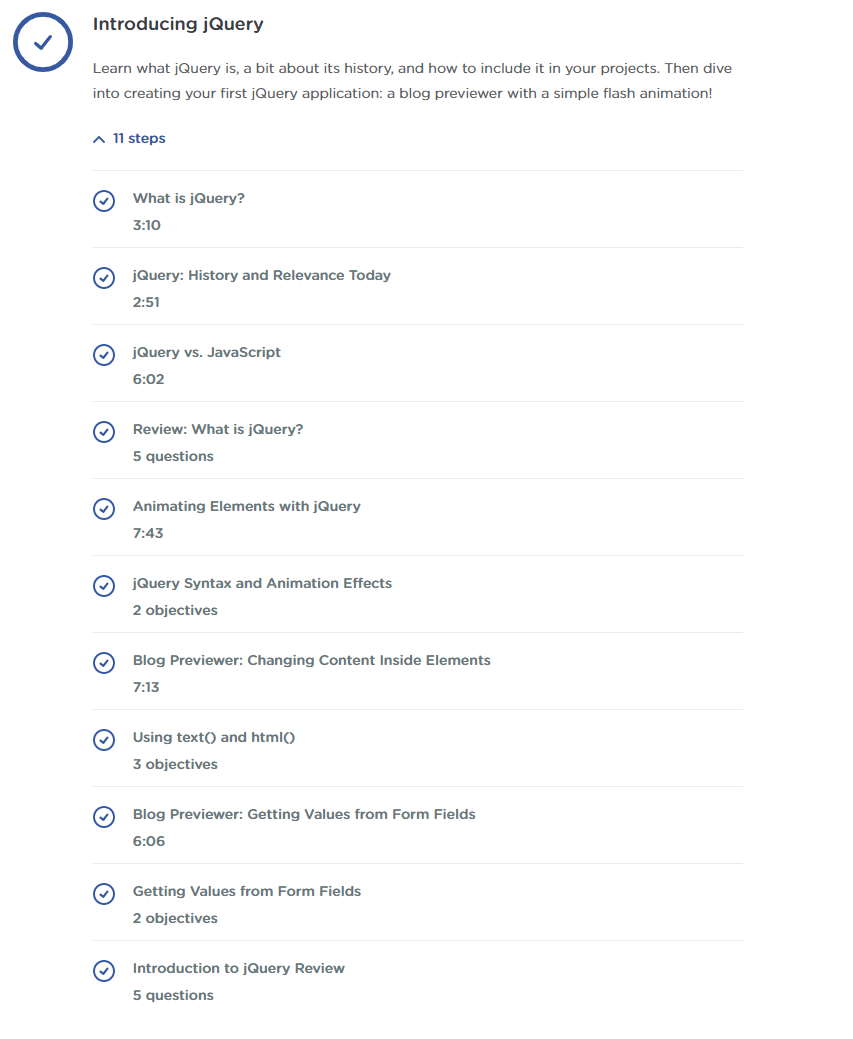 Introducing jQuery
Learn what jQuery is, a bit about its history, and how to include it in your projects. Then dive
into creating your first jQuery application: a blog previewer with a simple flash animation!
11 steps
What is jQuery?
3:10
jQuery: History and Relevance Today
2:51
jQuery vs. JavaScript
6:02
Review: What is jQuery?
5 questions
Animating Elements with jQuery
7:43
jQuery Syntax and Animation Effects
2 objectives
Blog Previewer: Changing Content Inside Elements
7:13
Using text() and html()
3 objectives
Blog Previewer: Getting Values from Form Fields
6:06
Getting Values from Form Fields
2 objectives
Introduction to jQuery Review
5 questions